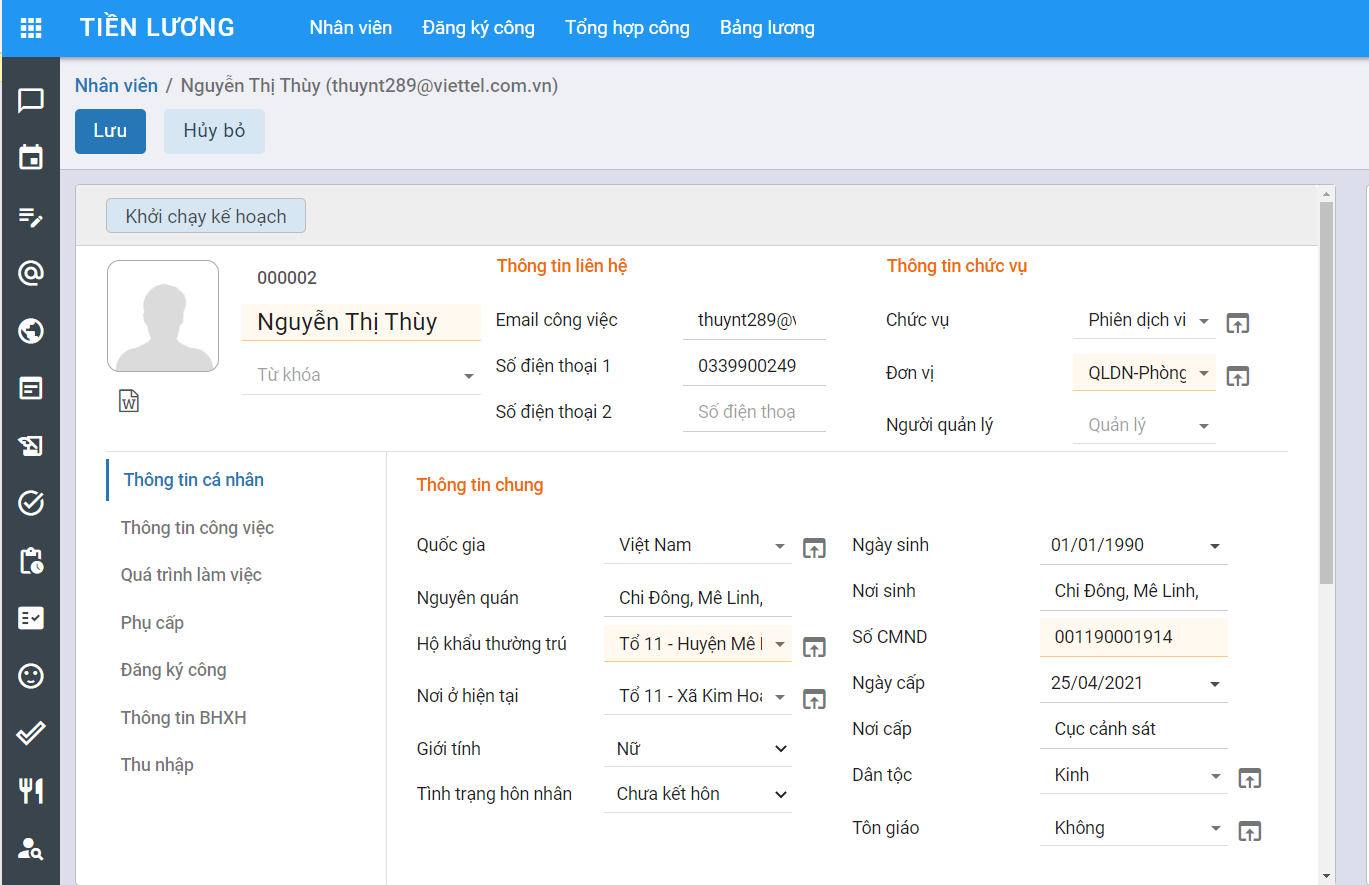 TIỀN LƯƠNG Nhân viên Đăng ký công Tổng hợp công Bảng lương
Nhân viên / Nguyễn Thị Thùy (thuynt289@viettel.com.vn)
Lưu Hủy bỏ
Khởi chạy kế hoạch
000002
Nguyễn Thị Thùy
Từ khóa
W
Thông tin liên hệ
Email công việc thuynt289@v
Số điện thoại 1 0339900249
Số điện thoại 2 Số điện thoạ
Thông tin chức vụ
Chức vụ Phiên dịch vi
Đơn vị QLDN-Phòng
Người quản lý Quản lý
Thông tin cá nhân
Thông tin công việc
Quá trình làm việc
Phụ cấp
Đăng ký công
Thông tin BHXH
Thu nhập
Thông tin chung
Quốc gia Việt Nam
Nguyên quán Chi Đông, Mê Linh,
Hộ khẩu thường trú Tổ 11 - Huyện Mê
Nơi ở hiện tại Tổ 11 - Xã Kim Hoa
Giới tính Nữ
Tình trạng hôn nhân Chưa kết hôn
Ngày sinh 01/01/1990
Nơi sinh Chi Đông, Mê Linh,
Số CMND 001190001914
Ngày cấp 25/04/2021
Nơi cấp Cục cảnh sát
Dân tộc Kinh
Tôn giáo Không